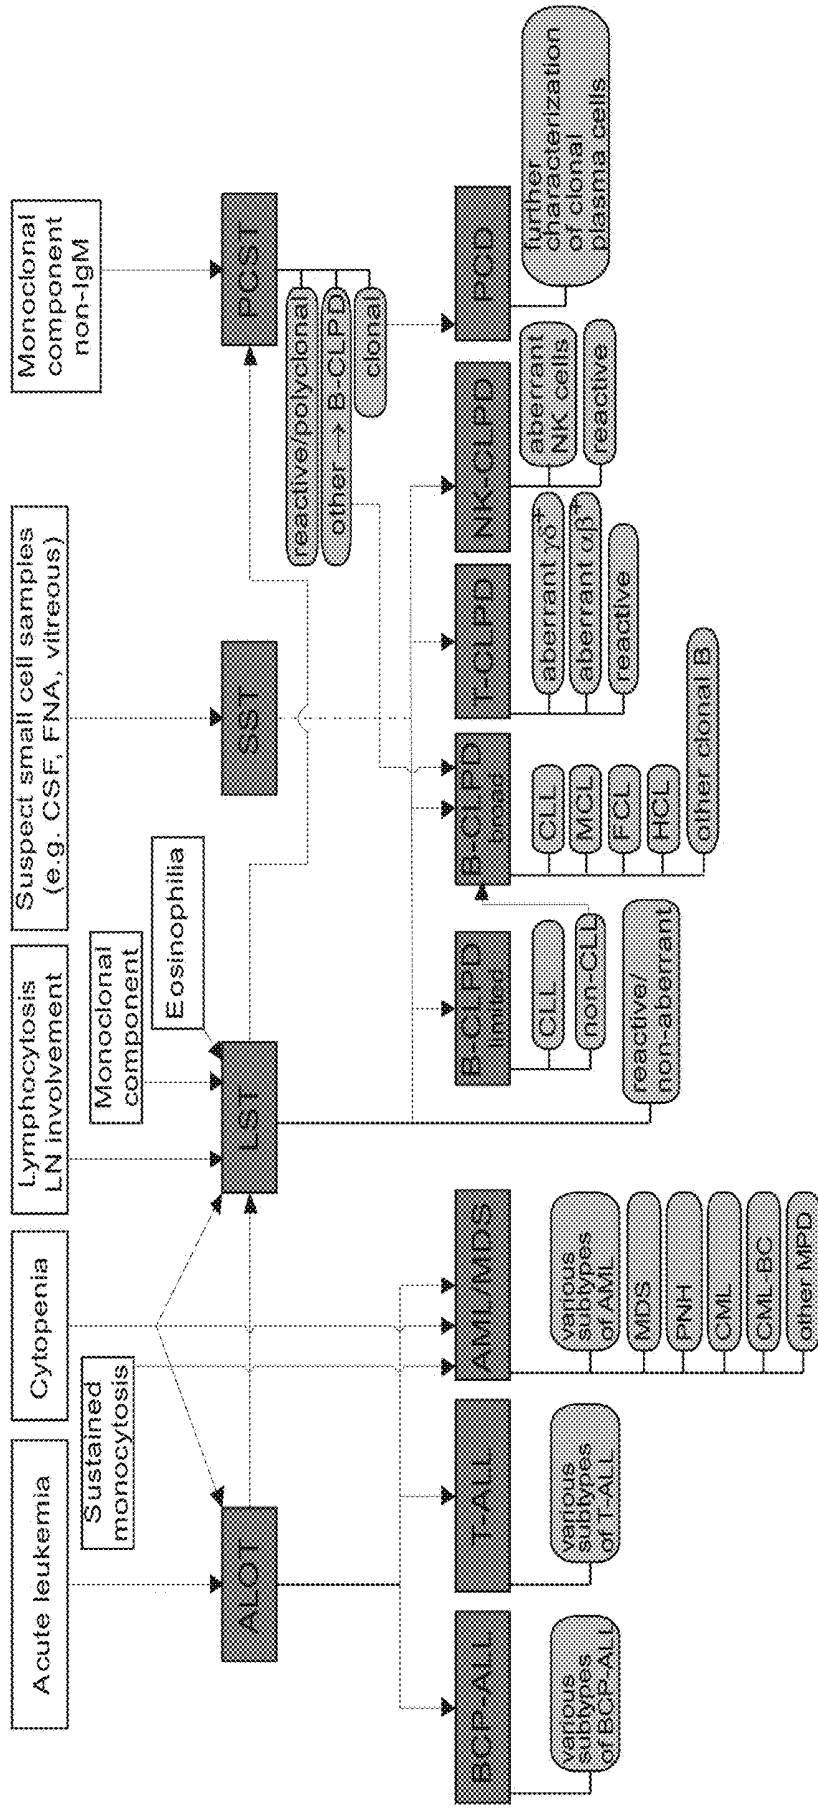 Acute leukemia
Cytopenia
Lymphocytosis
LN involvement
Suspect small cell samples
(e.g. CSF, FNA, vitreous)
Monoclonal
component
non-IgM
Sustained
monocytosis
Monoclonal
component
Eosinophilia
ALOT
LST
SST
PCST
reactive/polyclonal
other → B-CLPD
clonal
BCP-ALL
T-ALL
AML/MDS
B-CLPD
limited
B-CLPD
broad
T-CLPD
NK-CLPD
PCD
various
subtypes
of BCP-ALL
various
subtypes
of T-ALL
various
subtypes
of AML
MDS
PNH
CML
CML-BC
other MPD
CLL
non-CLL
reactive/
non-aberrant
CLL
MCL
FCL
HCL
other clonal B
aberrant γδ+
aberrant αβ+
reactive
aberrant
NK cells
reactive
further
characterization
of clonal
plasma cells